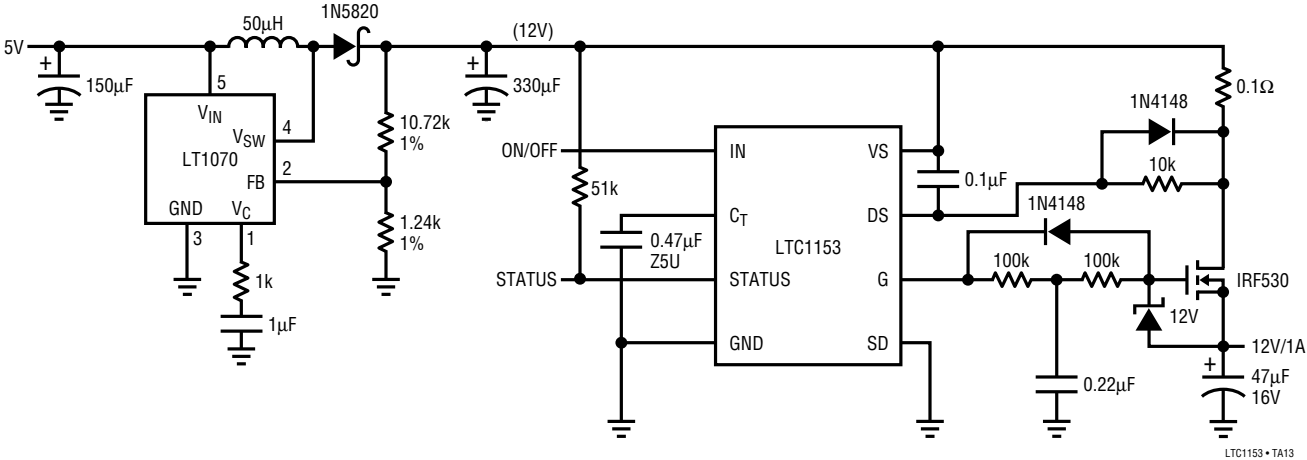 5V
50µH
1N5820
(12V)
+
150µF
5
VIN
VSW
4
LT1070
FB
2
GND
VC
3
1
1k
1µF
10.72k
1%
1.24k
1%
+
330µF
ON/OFF
51k
0.47µF
Z5U
STATUS
IN
VS
CT
DS
LTC1153
STATUS
G
GND
SD
0.1µF
1N4148
10k
0.1Ω
1N4148
100k
100k
IRF530
12V
12V/1A
0.22µF
+
47µF
16V
LTC1153 • TA13